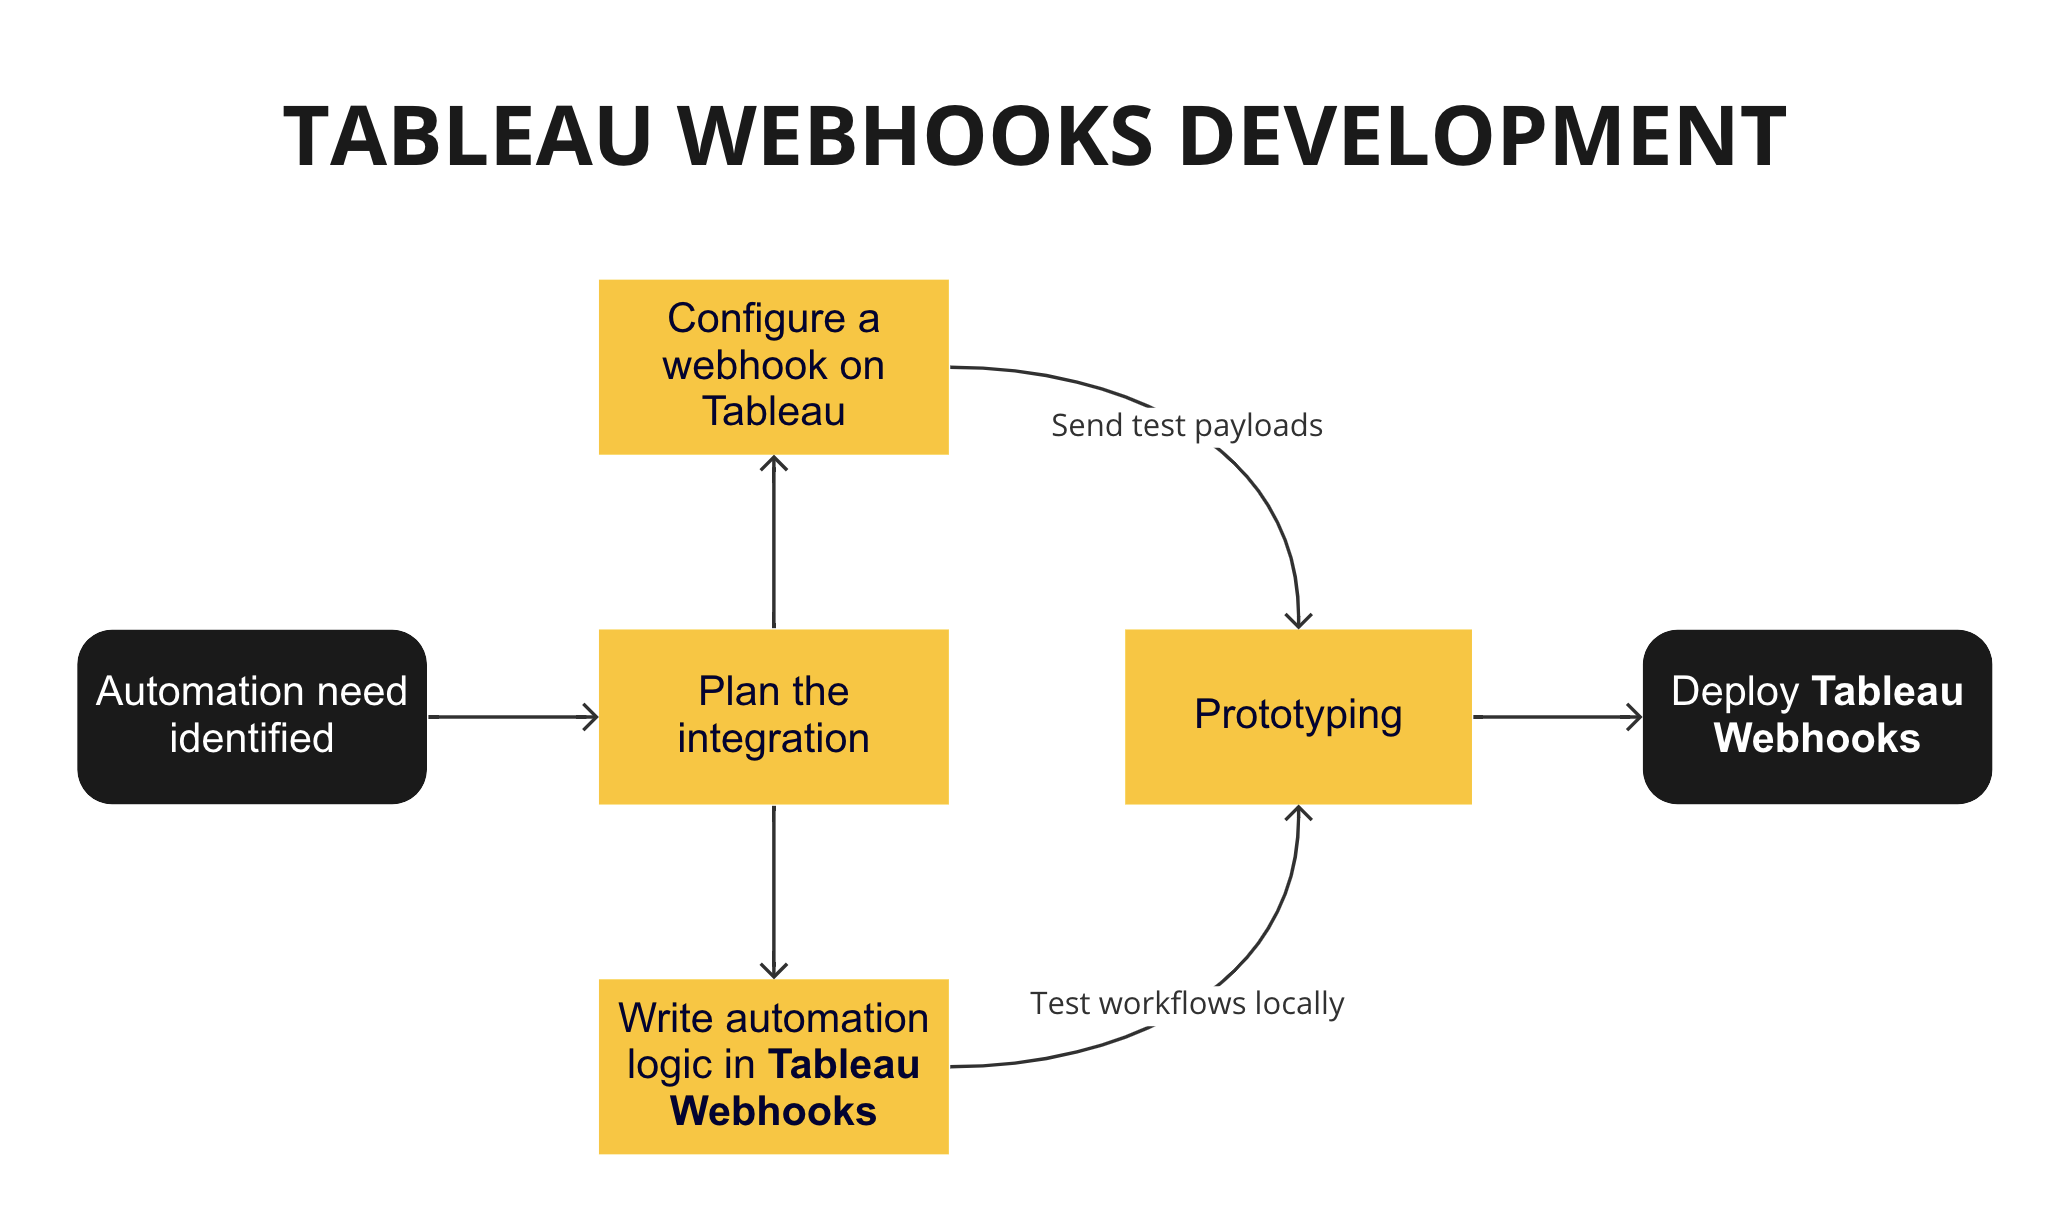 TABLEAU WEBHOOKS DEVELOPMENT
Configure a
webhook on
Tableau
Send test payloads
Automation need
identified
Plan the
integration
Prototyping
Deploy Tableau
Webhooks
Test workflows locally
Write automation
logic in Tableau
Webhooks